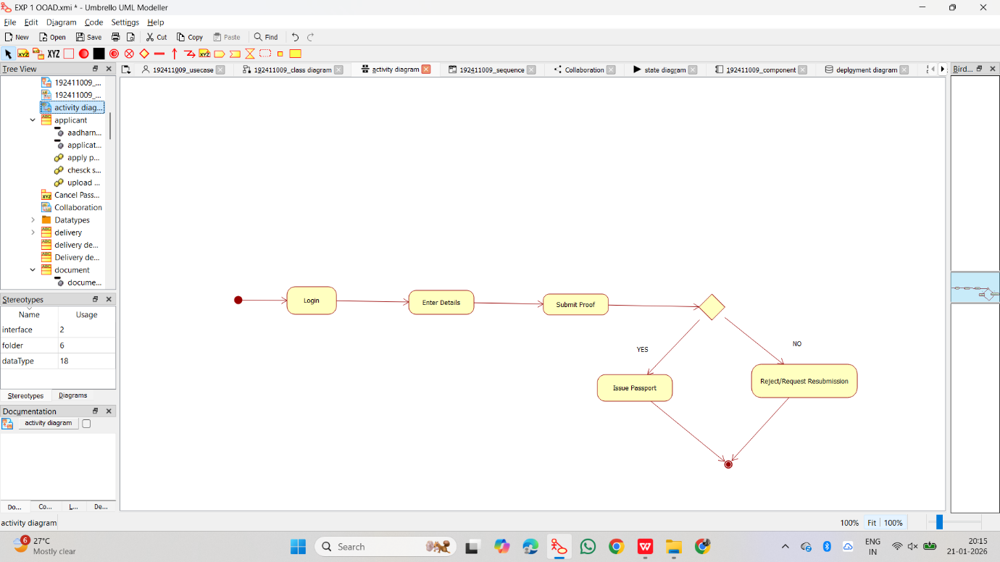 EXP 1 OOAD.xmi * - Umbrello UML Modeller
File Edit Diagram Code Settings Help
New Open Save Cut Copy Paste Find
XYZ XYZ XYZ
Tree View
192411009_usecase 192411009_class diagram activity diagram 192411009_sequence Collaboration state diagram 192411009_component deployment diagram
Bird...
192411009_...
192411009_...
activity diag...
applicant
aadharn...
applicat...
apply p...
chesck s...
upload ...
Cancel Pass...
Collaboration
Datatypes
delivery
delivery de...
Delivery de...
document
docume...
Stereotypes
Name Usage
interface 2
folder 6
dataType 18
Stereotypes Diagrams
Documentation
activity diagram
Do... Co... L... De...
Login
Enter Details
Submit Proof
YES
NO
Issue Passport
Reject/Request Resubmission
activity diagram
100% Fit 100%
6
27°C
Mostly clear
Search
ENG
IN
20:15
21-01-2026